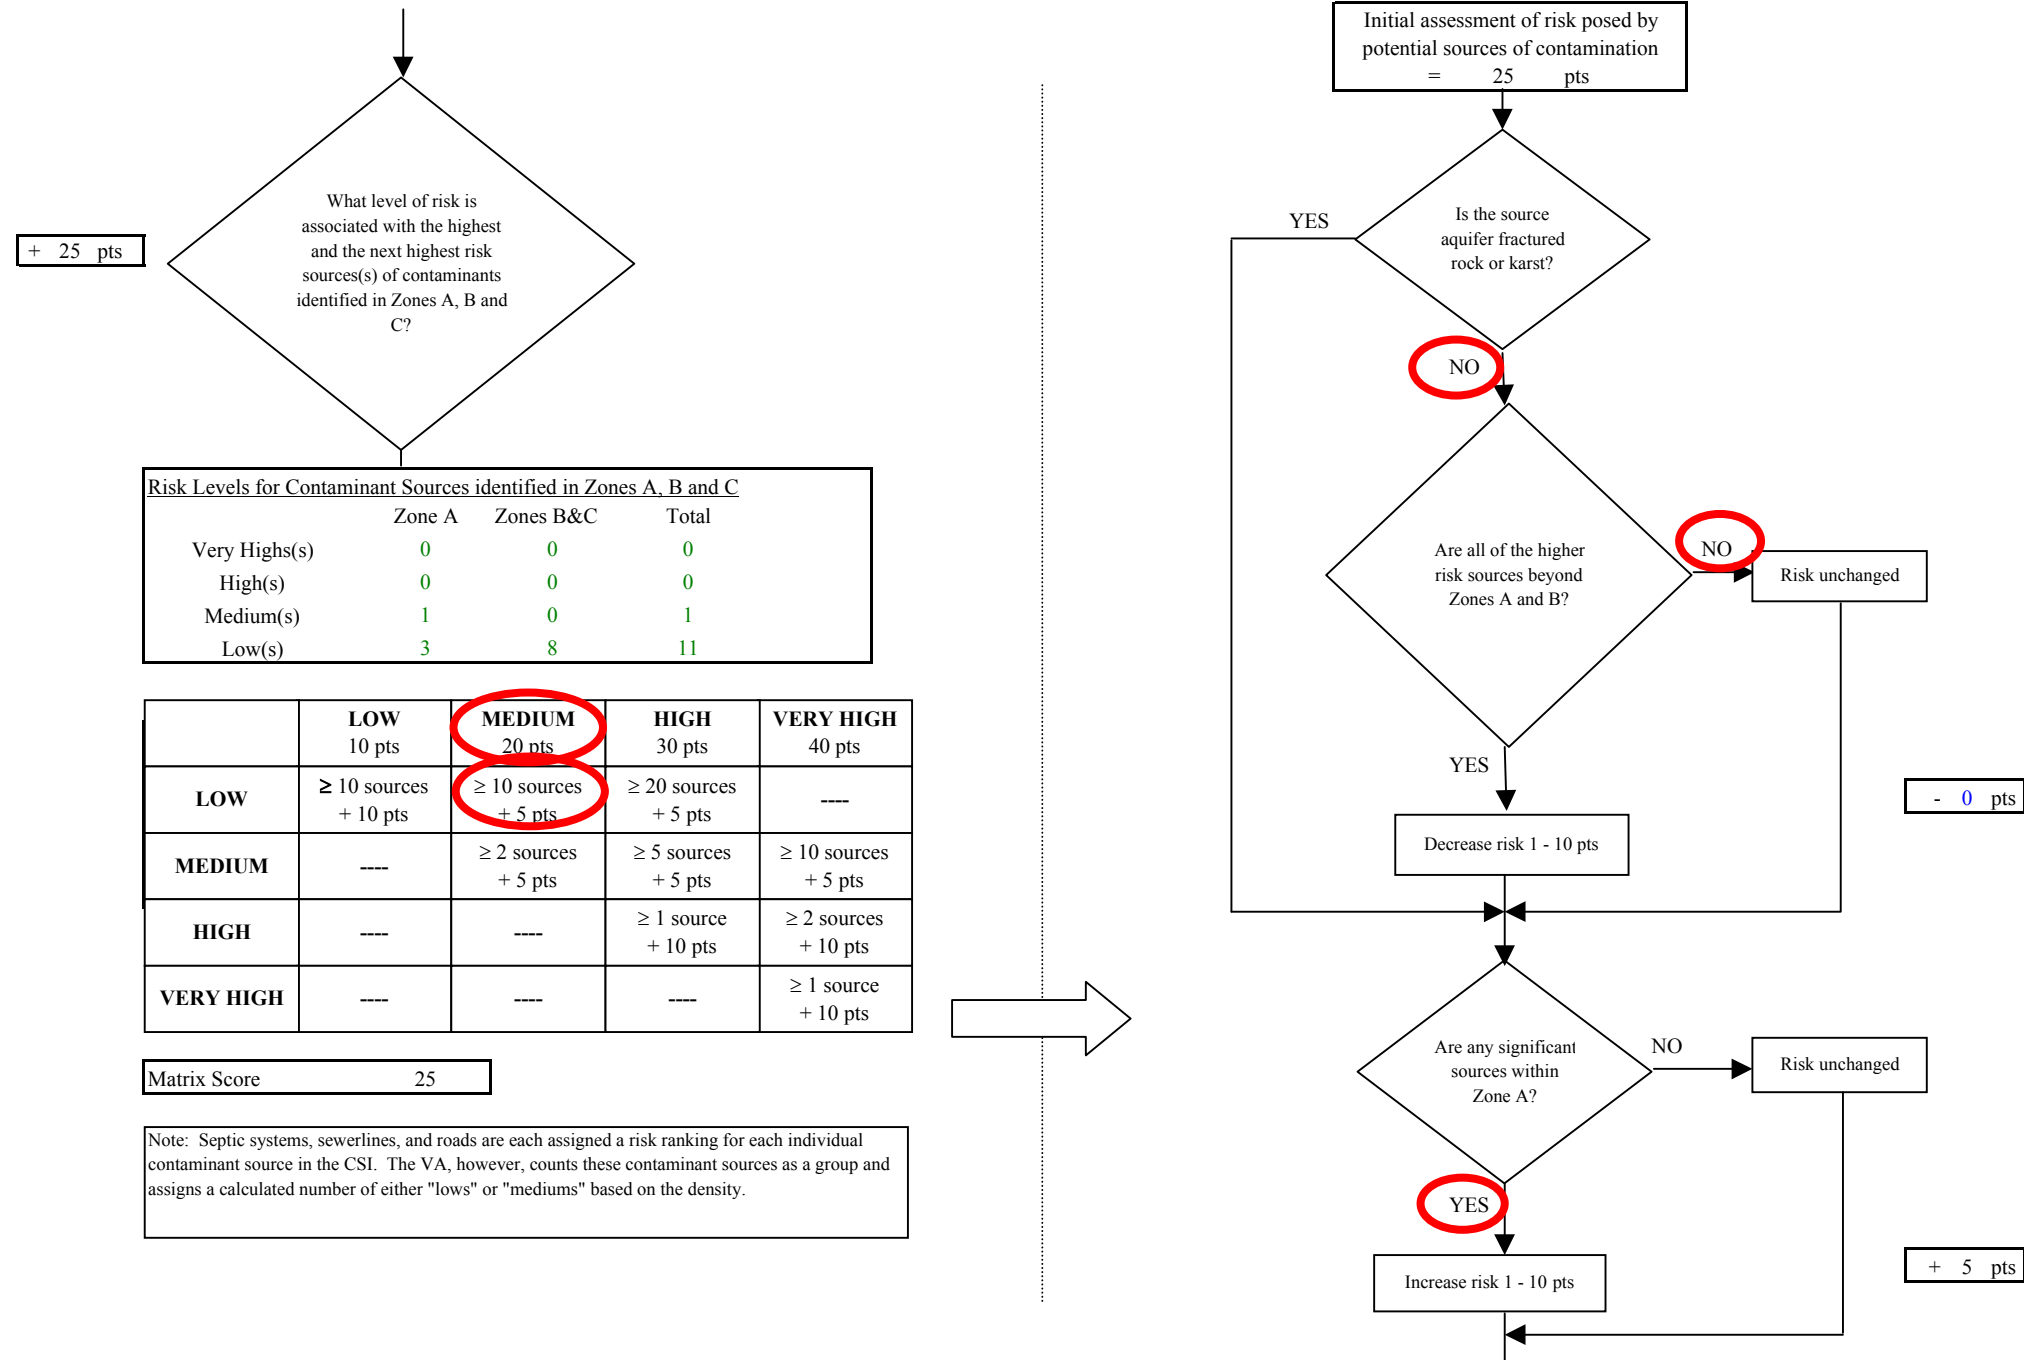 + 25 pts
What level of risk is
associated with the highest
and the next highest risk
sources(s) of contaminants
identified in Zones A, B and
C?
Risk Levels for Contaminant Sources identified in Zones A, B and C
Zone A Zones B&C Total
Very Highs(s) 0 0 0
High(s) 0 0 0
Medium(s) 1 0 1
Low(s) 3 8 11
LOW MEDIUM HIGH VERY HIGH
10 pts 20 pts 30 pts 40 pts
LOW
≥ 10 sources ≥ 10 sources ≥ 20 sources ----
+ 10 pts + 5 pts + 5 pts
MEDIUM
---- ≥ 2 sources ≥ 5 sources ≥ 10 sources
+ 5 pts + 5 pts + 5 pts
HIGH
---- ---- ≥ 1 source ≥ 2 sources
+ 10 pts + 10 pts
VERY HIGH
---- ---- ---- ≥ 1 source
+ 10 pts
Matrix Score 25
Note: Septic systems, sewerlines, and roads are each assigned a risk ranking for each individual
contaminant source in the CSI. The VA, however, counts these contaminant sources as a group and
assigns a calculated number of either "lows" or "mediums" based on the density.
Initial assessment of risk posed by
potential sources of contamination
= 25 pts
Is the source
aquifer fractured
rock or karst?
YES
NO
Are all of the higher
risk sources beyond
Zones A and B?
NO
Risk unchanged
YES
Decrease risk 1 - 10 pts
- 0 pts
Are any significant
sources within
Zone A?
NO
Risk unchanged
YES
Increase risk 1 - 10 pts
+ 5 pts